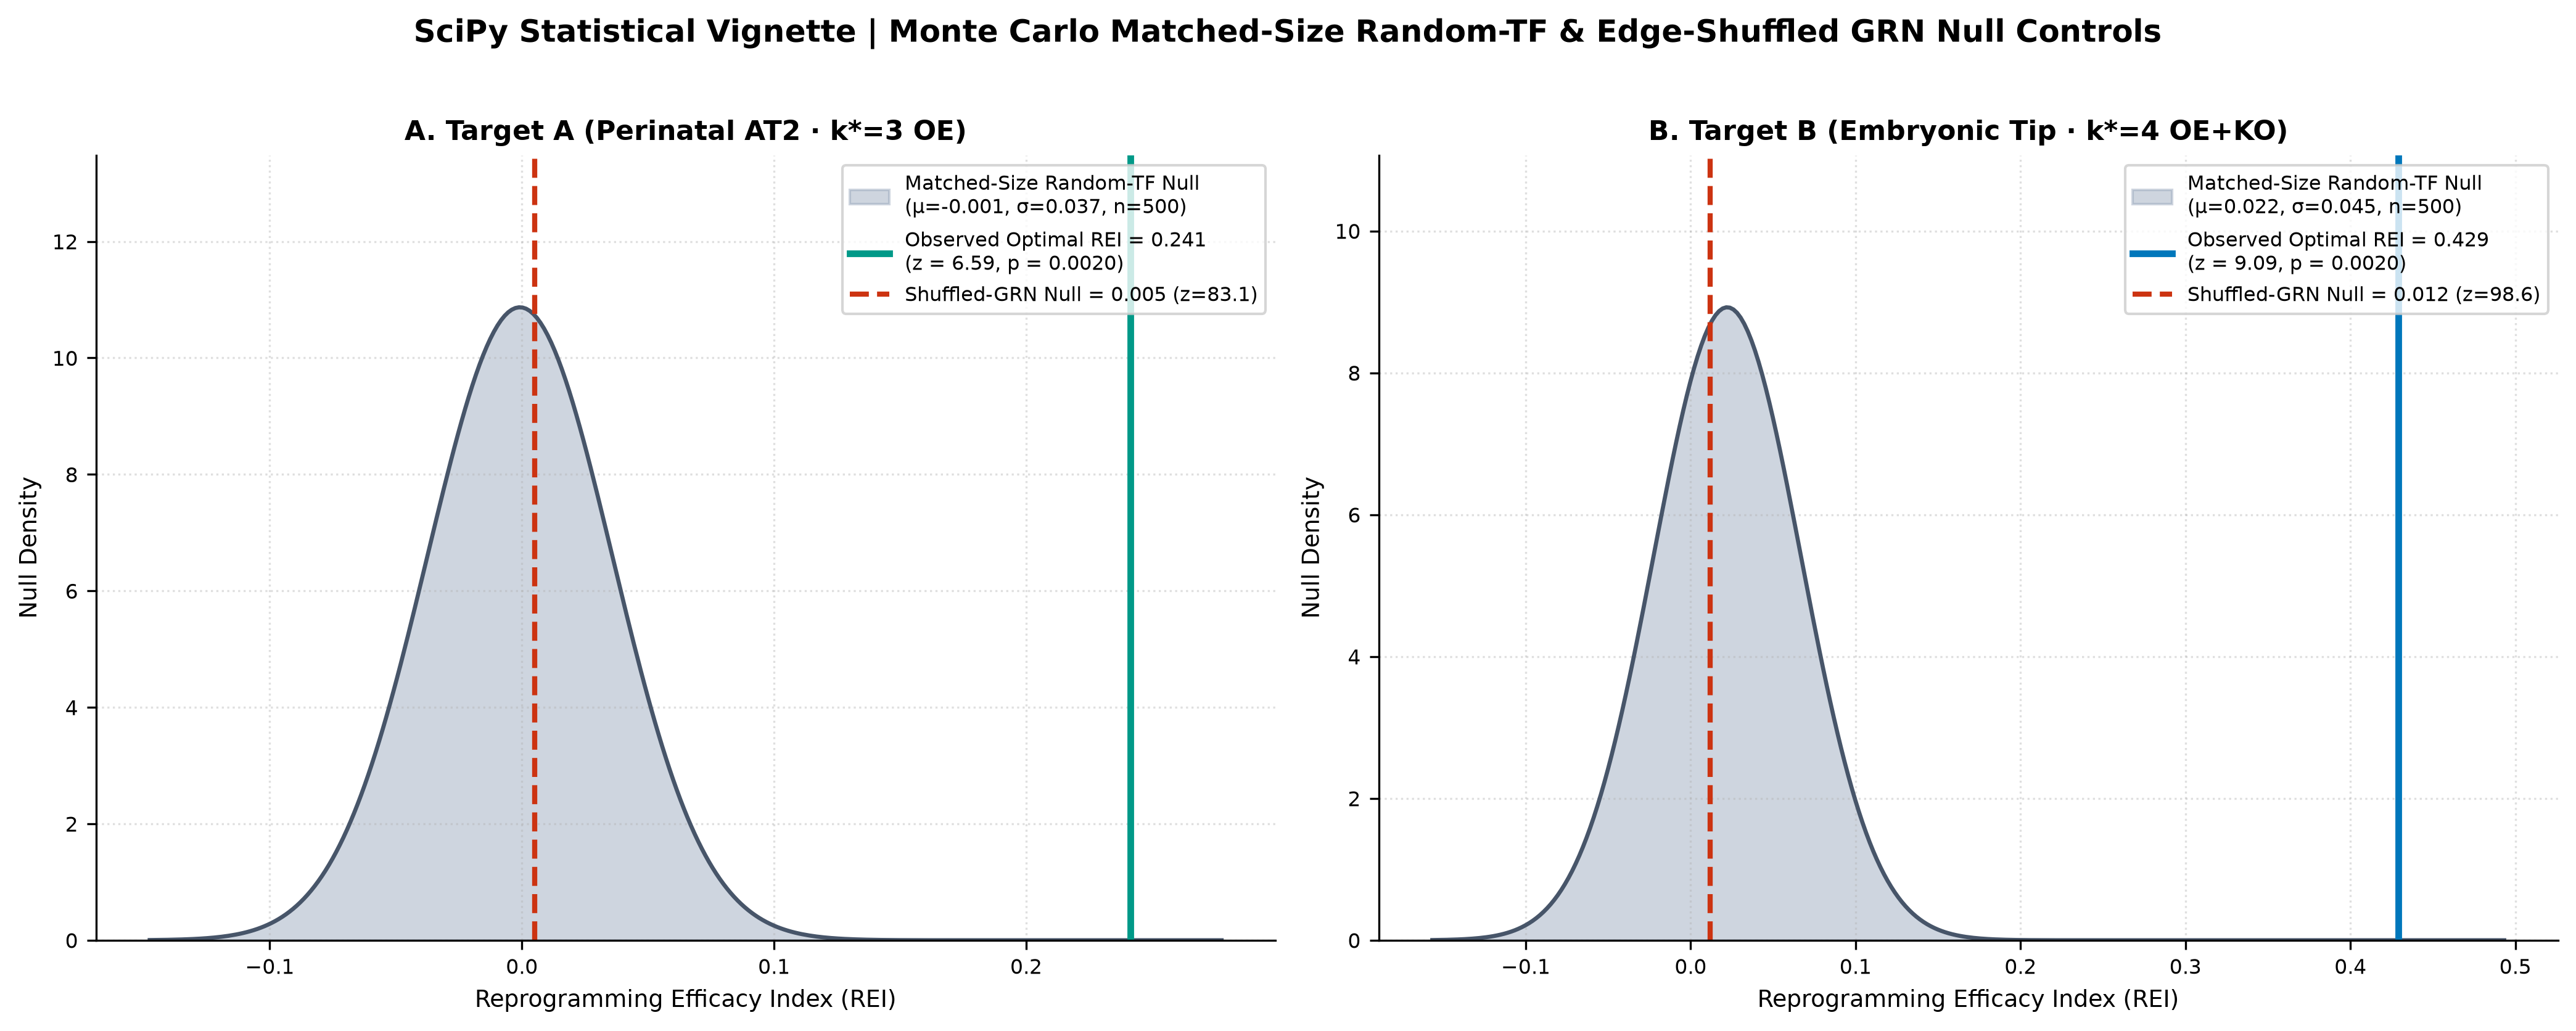 SciPy Statistical Vignette | Monte Carlo Matched-Size Random-TF & Edge-Shuffled GRN Null Controls
A. Target A (Perinatal AT2 · k*=3 OE)
Matched-Size Random-TF Null
(μ=-0.001, σ=0.037, n=500)
Observed Optimal REI = 0.241
(z = 6.59, p = 0.0020)
Shuffled-GRN Null = 0.005 (z=83.1)
Null Density
12
10
8
6
4
2
0
−0.1
0.0
0.1
0.2
Reprogramming Efficacy Index (REI)
B. Target B (Embryonic Tip · k*=4 OE+KO)
Matched-Size Random-TF Null
(μ=0.022, σ=0.045, n=500)
Observed Optimal REI = 0.429
(z = 9.09, p = 0.0020)
Shuffled-GRN Null = 0.012 (z=98.6)
Null Density
10
8
6
4
2
0
−0.1
0.0
0.1
0.2
0.3
0.4
0.5
Reprogramming Efficacy Index (REI)